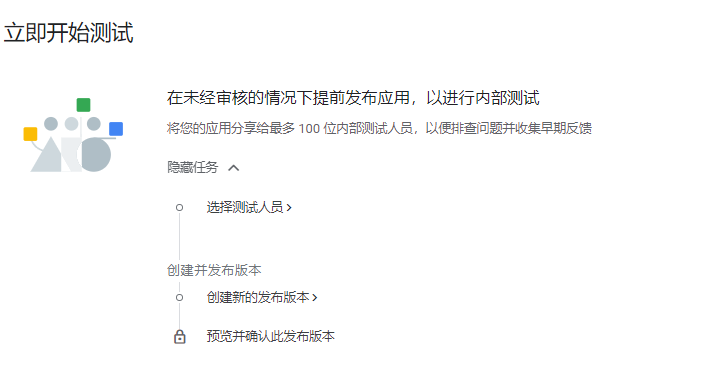 立即开始测试
在未经审核的情况下提前发布应用，以进行内部测试
将您的应用分享给最多 100 位内部测试人员，以便排查问题并收集早期反馈
隐藏任务
选择测试人员
创建并发布版本
创建新的发布版本
预览并确认此发布版本